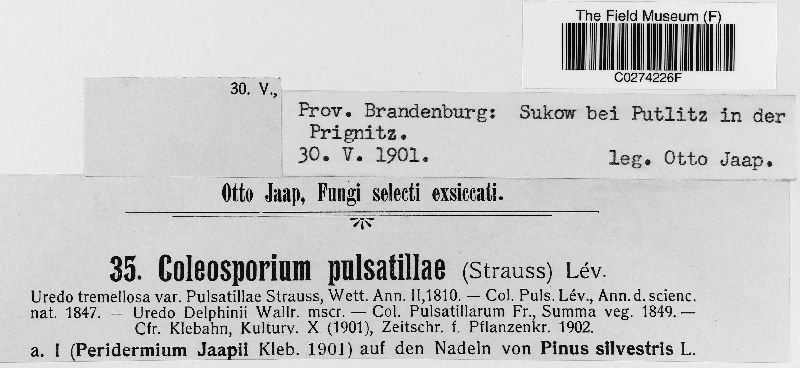 The Field Museum (F)
C0274226F
30. V.,
Prov. Brandenburg: Sukow bei Putlitz in der
Prignitz.
30. V. 1901. leg. Otto Jaap.
Otto Jaap, Fungi selecti exsiccati.
35. Coleosporium pulsatillae (Strauss) Lév.
Uredo tremellosa var. Pulsatillae Strauss, Wett. Ann. II,1810. — Col. Puls. Lév., Ann. d. scienc.
nat. 1847. — Uredo Delphinii Wallr. mscr. — Col. Pulsatillarum Fr., Summa veg. 1849. —
Cfr. Klebahn, Kulturv. X (1901), Zeitschr. f. Pflanzenkr. 1902.
a. I (Peridermium Jaapii Kleb. 1901) auf den Nadeln von Pinus silvestris L.